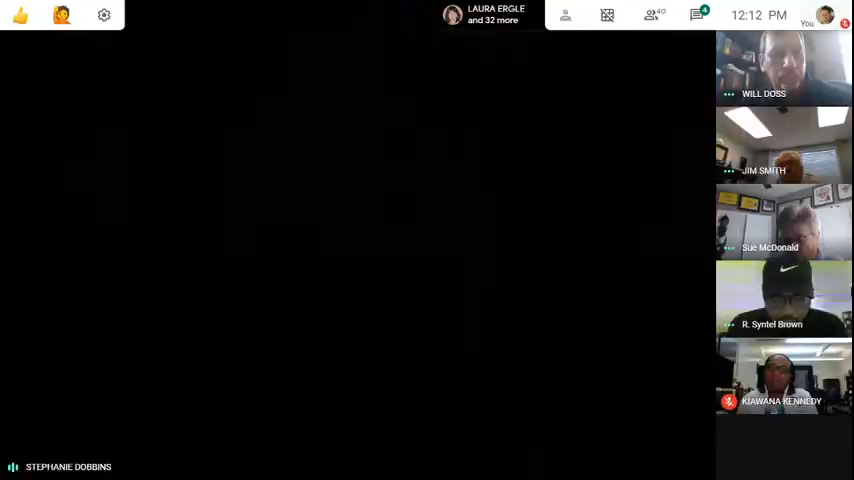 LAURA ERGLE
and 32 more
40
4
12:12 PM
You
WILL DOSS
JIM SMITH
Sue McDonald
R. Syntel Brown
KIAWANA KENNEDY
STEPHANIE DOBBINS